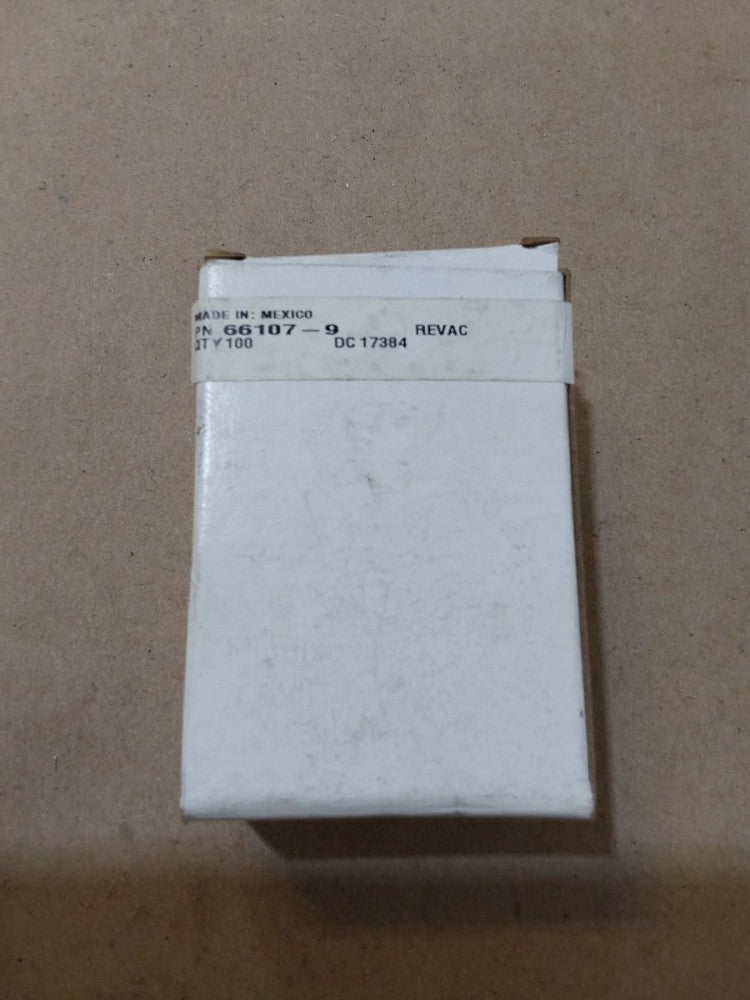 MADE IN: MEXICO
PN 66107-9 REVAC
QTY 100 DC 17384